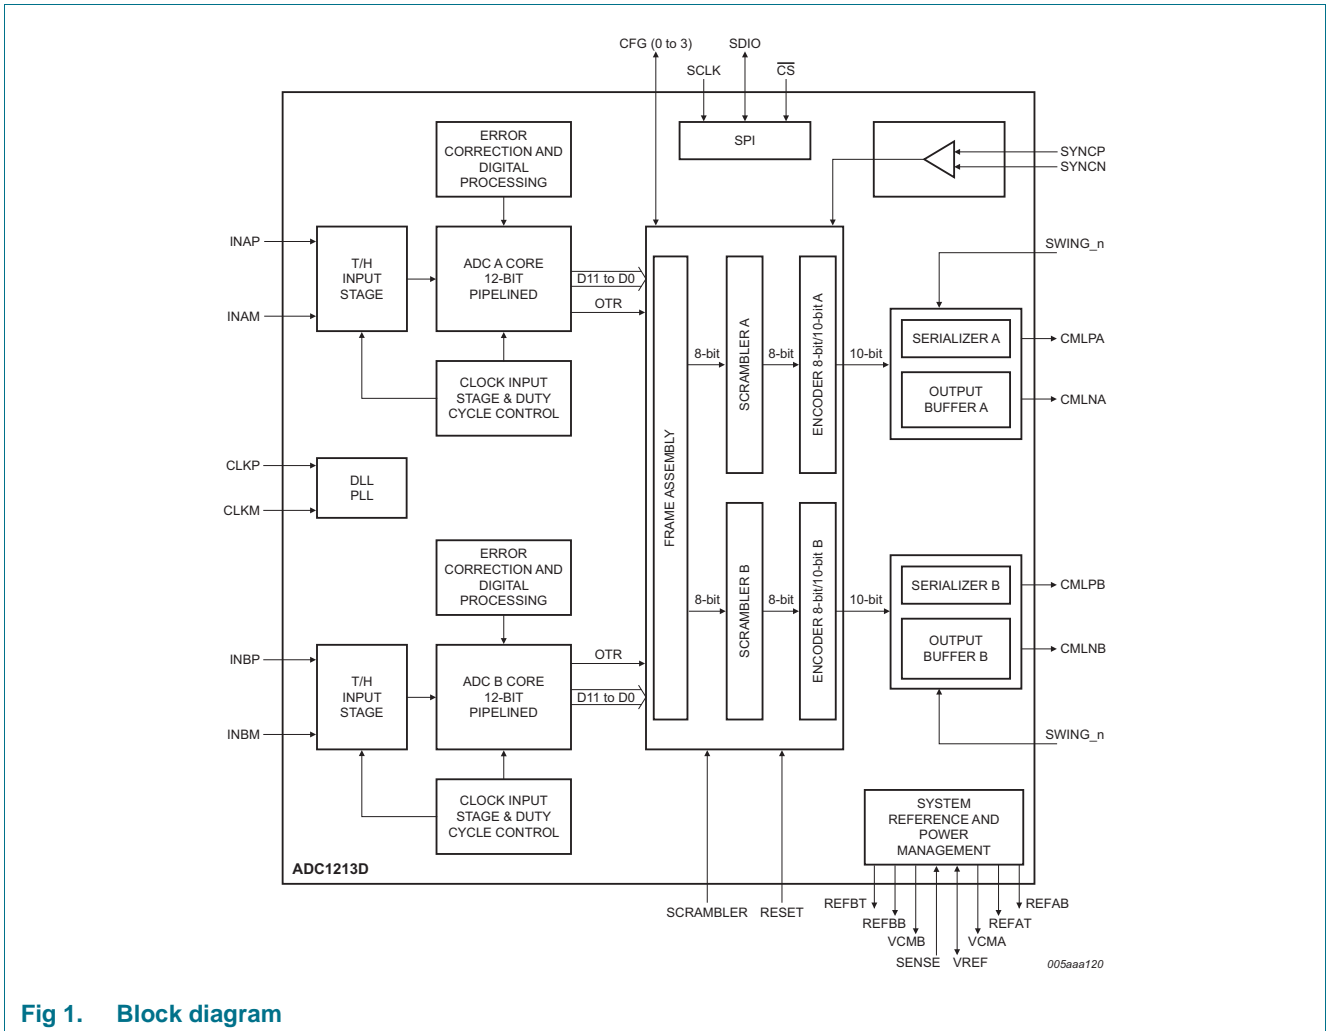 CFG (0 to 3)
SDIO
SCLK
CS
SPI
SYNCP
SYNCN
ERROR
CORRECTION AND
DIGITAL
PROCESSING
INAP
INAM
T/H
INPUT
STAGE
ADC A CORE
12-BIT
PIPELINED
D11 to D0
OTR
CLOCK INPUT
STAGE & DUTY
CYCLE CONTROL
CLKP
CLKM
DLL
PLL
FRAME ASSEMBLY
8-bit
SCRAMBLER A
8-bit
ENCODER 8-bit/10-bit A
10-bit
SWING_n
SERIALIZER A
OUTPUT
BUFFER A
CMLPA
CMLNA
ERROR
CORRECTION AND
DIGITAL
PROCESSING
INBP
INBM
T/H
INPUT
STAGE
ADC B CORE
12-BIT
PIPELINED
OTR
D11 to D0
CLOCK INPUT
STAGE & DUTY
CYCLE CONTROL
8-bit
SCRAMBLER B
8-bit
ENCODER 8-bit/10-bit B
10-bit
SERIALIZER B
OUTPUT
BUFFER B
CMLPB
CMLNB
SWING_n
SYSTEM
REFERENCE AND
POWER
MANAGEMENT
ADC1213D
SCRAMBLER
RESET
REFBT
REFBB
VCMB
SENSE
VREF
VCMA
REFAT
REFAB
005aaa120
Fig 1. Block diagram